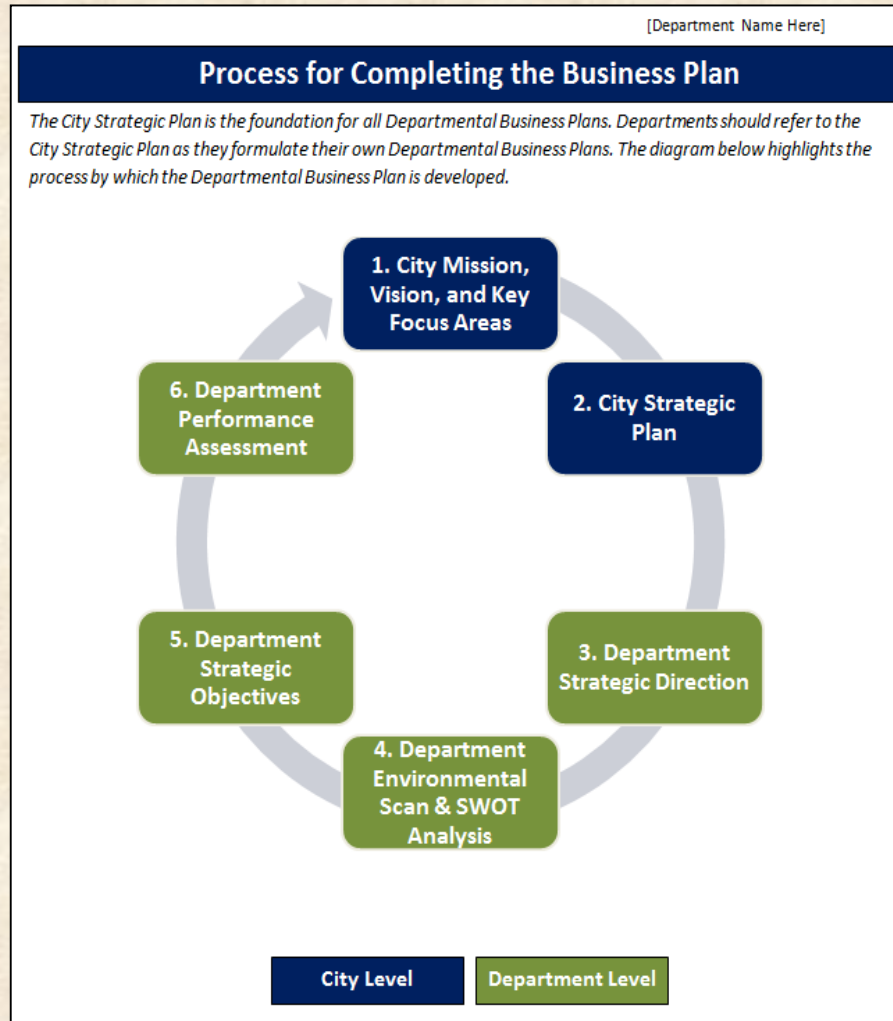 [Department Name Here]
Process for Completing the Business Plan
The City Strategic Plan is the foundation for all Departmental Business Plans. Departments should refer to the
City Strategic Plan as they formulate their own Departmental Business Plans. The diagram below highlights the
process by which the Departmental Business Plan is developed.
1. City Mission,
Vision, and Key
Focus Areas
2. City Strategic
Plan
3. Department
Strategic Direction
4. Department
Environmental
Scan & SWOT
Analysis
5. Department
Strategic
Objectives
6. Department
Performance
Assessment
City Level
Department Level